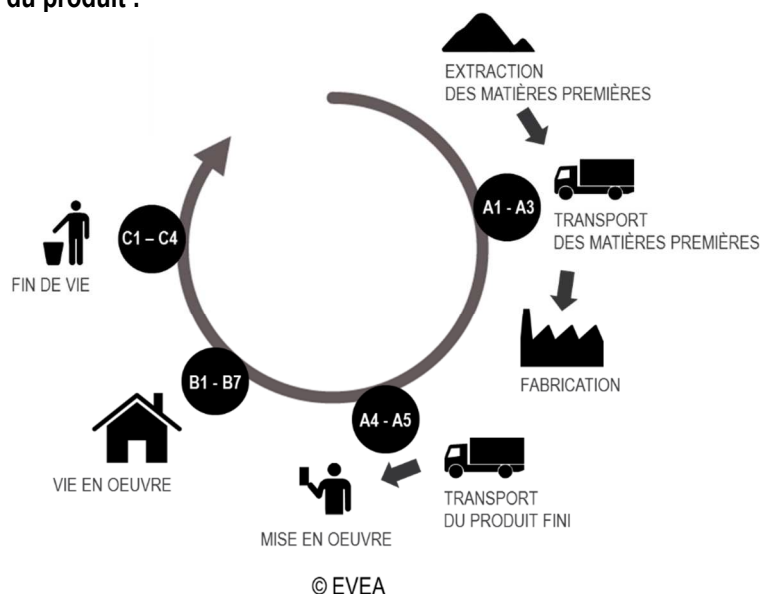 du produit :
EXTRACTION
DES MATIÈRES PREMIÈRES
A1 - A3
TRANSPORT
DES MATIÈRES PREMIÈRES
FABRICATION
A4 - A5
TRANSPORT
DU PRODUIT FINI
MISE EN OEUVRE
B1 - B7
VIE EN OEUVRE
C1 – C4
FIN DE VIE
© EVEA